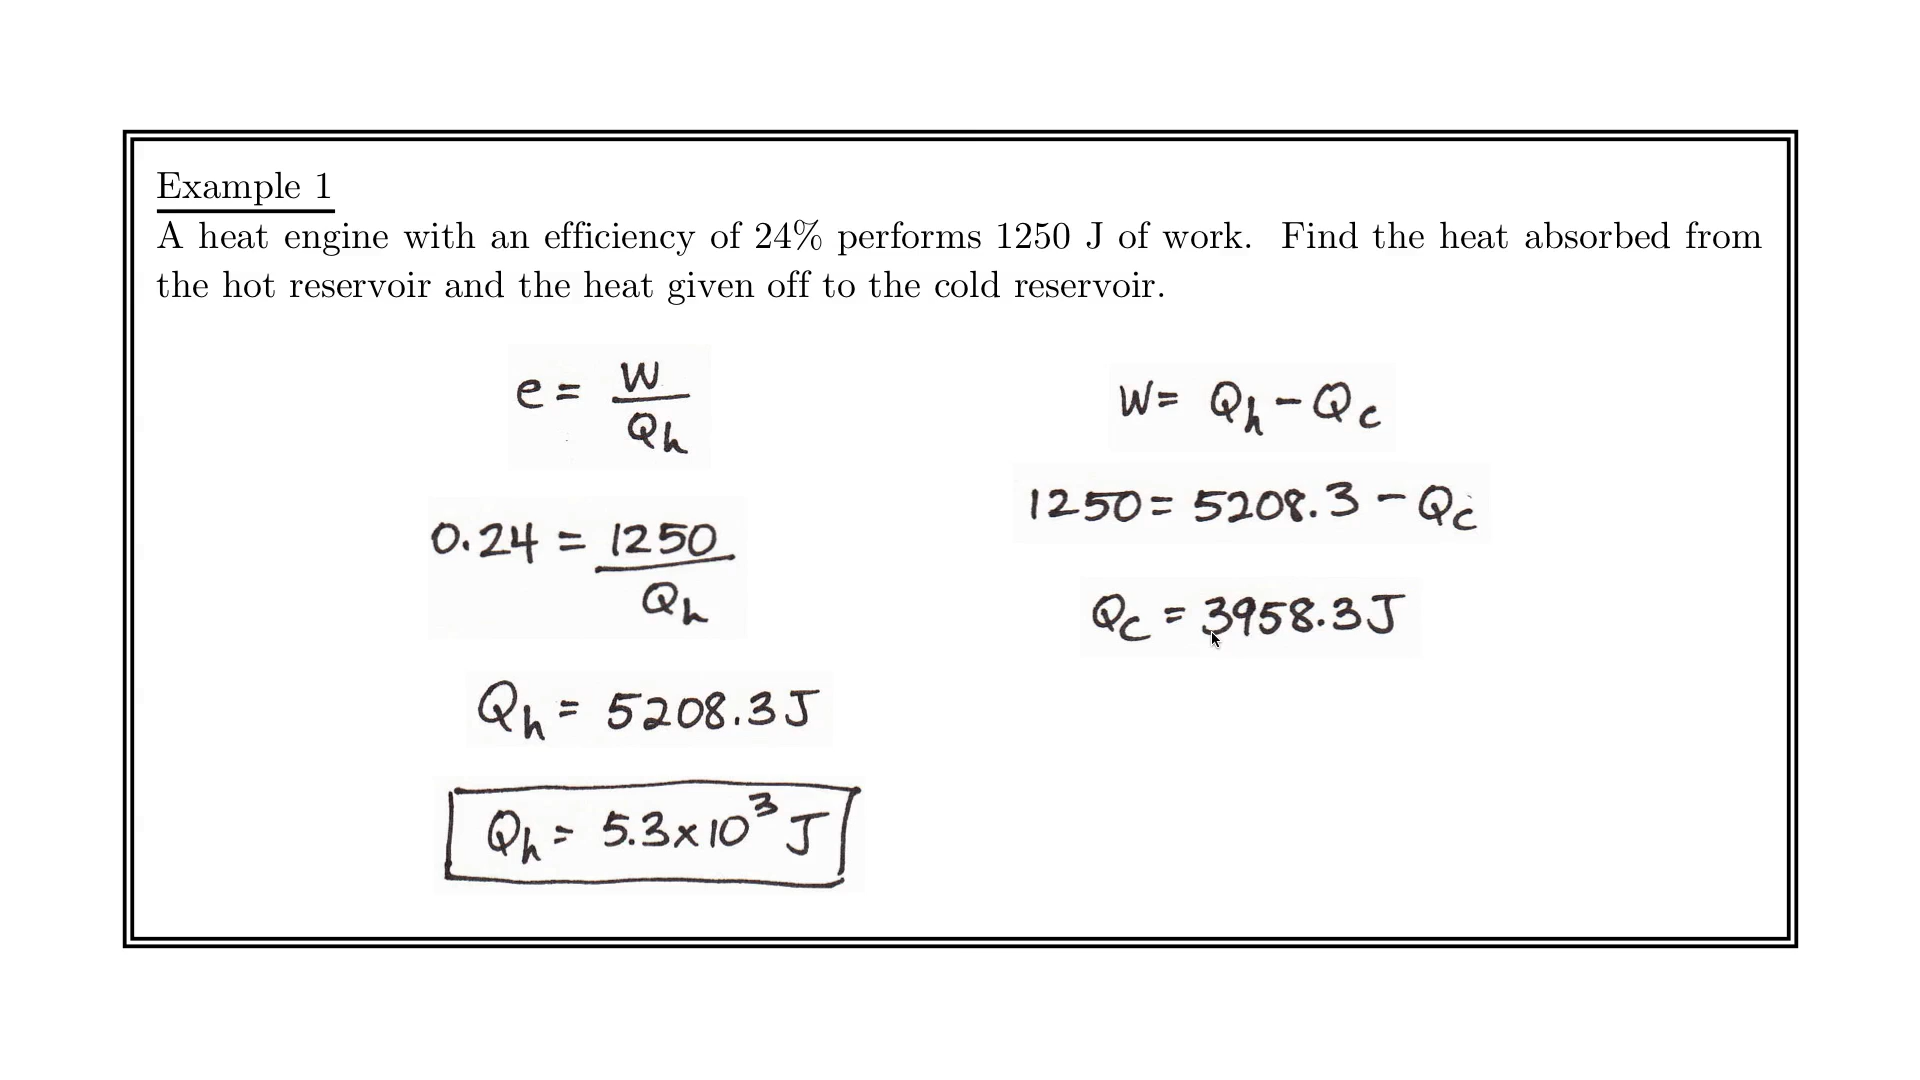 Example 1
A heat engine with an efficiency of 24% performs 1250 J of work. Find the heat absorbed from
the hot reservoir and the heat given off to the cold reservoir.
e = W/Qh
0.24 = 1250/Qh
Qh = 5208.3 J
Qh = 5.3x10³ J
W = Qh - Qc
1250 = 5208.3 - Qc
Qc = 3958.3 J